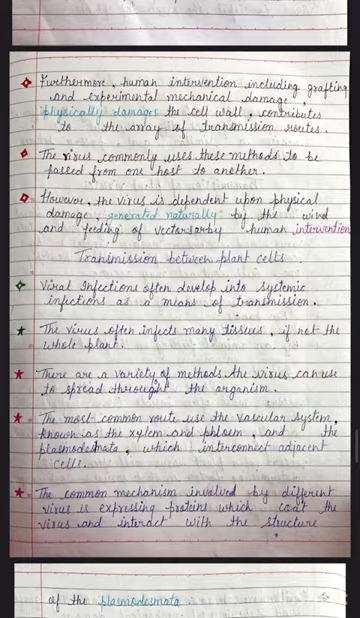 Furthermore, human intervention including grafting
and experimental mechanical damage,
physically damages the cell wall, contributes
to the array of transmission routes.
The virus commonly uses these methods to be
passed from one host to another.
However, the virus is dependent upon physical
damage, generated naturally by the wind
and feeding of vectors or by human intervention
Transmission between plant cells
Viral Infections often develop into systemic
infections as a means of transmission.
The virus often infects many tissues, if not the
whole plant.
There are a variety of methods the virus can use
to spread throught the organism.
The most common route use the vascular system,
known as the xylem and phloem, and the
plasmodesmata, which interconnect adjacent
cells.
The common mechanism involved by different
virus is expressing proteins which coat the
virus and interact with the structure
of the plasmodesmata.